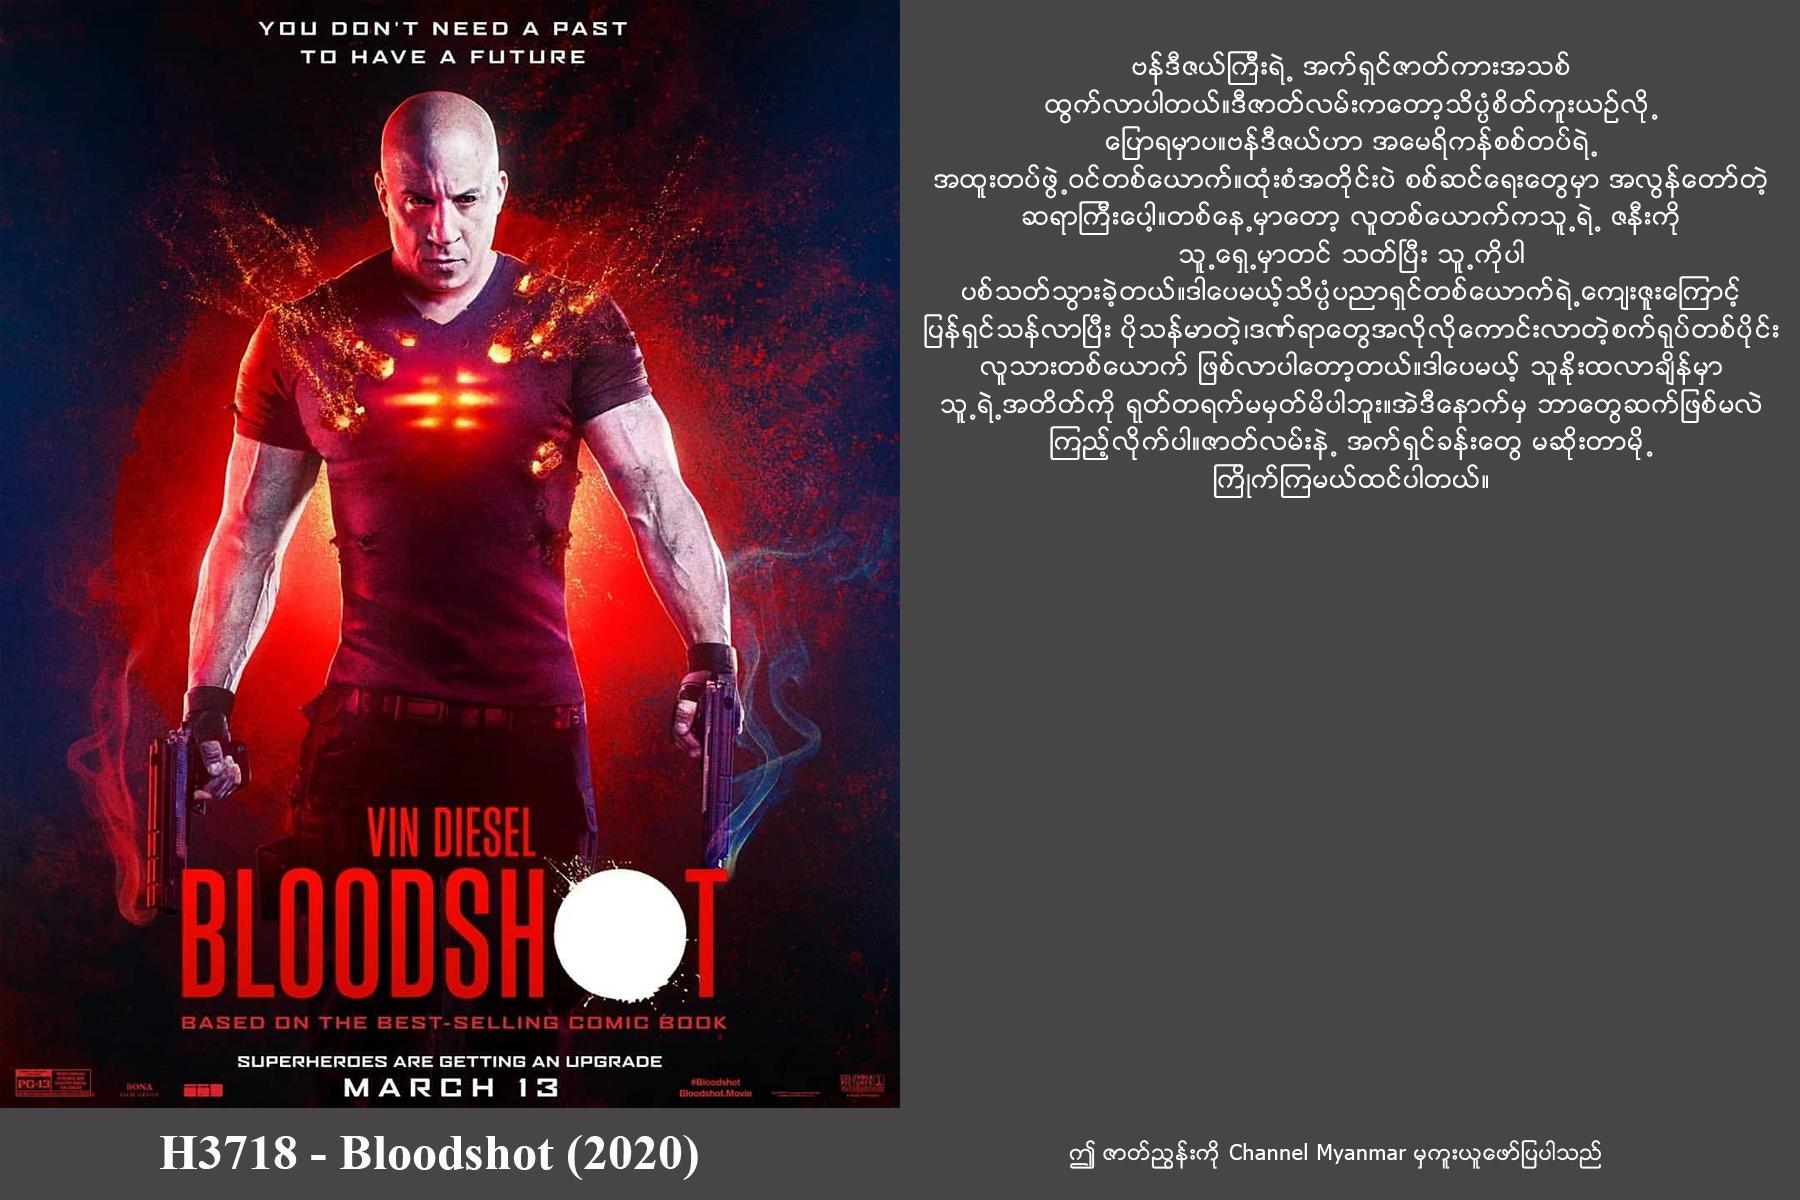 YOU DON'T NEED A PAST
TO HAVE A FUTURE
VIN DIESEL
BLOODSHOT
BASED ON THE BEST-SELLING COMIC BOOK
SUPERHEROES ARE GETTING AN UPGRADE
MARCH 13
PG-13
BONA
FILM GROUP
#Bloodshot
Bloodshot.Movie
COLUMBIA
PICTURES
H3718 - Bloodshot (2020)
ဗန်ဒီဇယ်ကြီးရဲ့ အက်ရှင်ဇာတ်ကားအသစ်
ထွက်လာပါတယ်။ဒီဇာတ်လမ်းကတော့သိပ္ပံစိတ်ကူးယဉ်လို့
ပြောရမှာပ။ဗန်ဒီဇယ်ဟာ အမေရိကန်စစ်တပ်ရဲ့
အထူးတပ်ဖွဲ့ဝင်တစ်ယောက်။ထုံးစံအတိုင်းပဲ စစ်ဆင်ရေးတွေမှာ အလွန်တော်တဲ့
ဆရာကြီးပေါ့။တစ်နေ့မှာတော့ လူတစ်ယောက်ကသူ့ရဲ့ ဇနီးကို
သူ့ရှေ့မှာတင် သတ်ပြီး သူ့ကိုပါ
ပစ်သတ်သွားခဲ့တယ်။ဒါပေမယ့်သိပ္ပံပညာရှင်တစ်ယောက်ရဲ့ကျေးဇူးကြောင့်
ပြန်ရှင်သန်လာပြီး ပိုသန်မာတဲ့၊ဒဏ်ရာတွေအလိုလိုကောင်းလာတဲ့စက်ရုပ်တစ်ပိုင်း
လူသားတစ်ယောက် ဖြစ်လာပါတော့တယ်။ဒါပေမယ့် သူနိုးထလာချိန်မှာ
သူ့ရဲ့အတိတ်ကို ရုတ်တရက်မမှတ်မိပါဘူး။အဲဒီနောက်မှ ဘာတွေဆက်ဖြစ်မလဲ
ကြည့်လိုက်ပါ။ဇာတ်လမ်းနဲ့ အက်ရှင်ခန်းတွေ မဆိုးတာမို့
ကြိုက်ကြမယ်ထင်ပါတယ်။
ဤ ဇာတ်ညွှန်းကို Channel Myanmar မှကူးယူဖော်ပြပါသည်